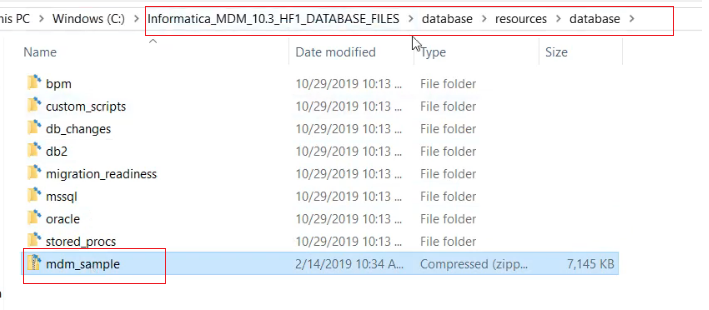 his PC > Windows (C:) > Informatica_MDM_10.3_HF1_DATABASE_FILES > database > resources > database >
Name Date modified Type Size
bpm 10/29/2019 10:13 ... File folder
custom_scripts 10/29/2019 10:13 ... File folder
db_changes 10/29/2019 10:13 ... File folder
db2 10/29/2019 10:13 ... File folder
migration_readiness 10/29/2019 10:13 ... File folder
mssql 10/29/2019 10:13 ... File folder
oracle 10/29/2019 10:13 ... File folder
stored_procs 10/29/2019 10:13 ... File folder
mdm_sample 2/14/2019 10:34 A... Compressed (zipp... 7,145 KB